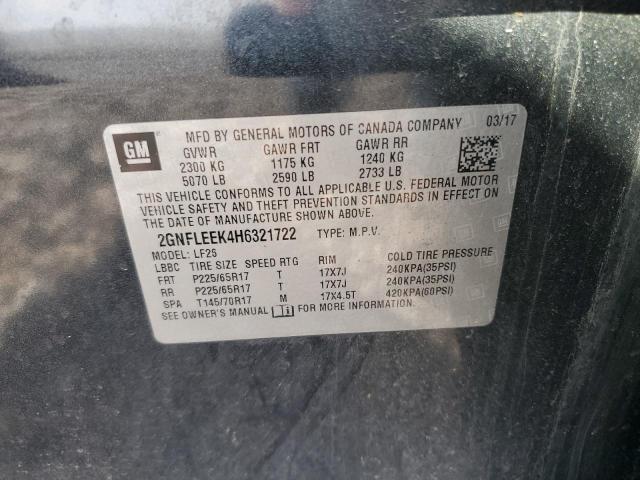 GM MFD BY GENERAL MOTORS OF CANADA COMPANY 03/17
GVWR GAWR FRT GAWR RR
2300 KG 1175 KG 1240 KG
5070 LB 2590 LB 2733 LB
THIS VEHICLE CONFORMS TO ALL APPLICABLE U.S. FEDERAL MOTOR
VEHICLE SAFETY AND THEFT PREVENTION STANDARDS IN EFFECT ON
THE DATE OF MANUFACTURE SHOWN ABOVE.
2GNFLEEK4H6321722 TYPE: M.P.V.
MODEL: LF26
LBBC TIRE SIZE SPEED RTG RIM COLD TIRE PRESSURE
FRT P225/65R17 T 17X7J 240KPA(35PSI)
RR P225/65R17 T 17X7J 240KPA(35PSI)
SPA T145/70R17 M 17X4.5T 420KPA(60PSI)
SEE OWNER'S MANUAL FOR MORE INFORMATION.